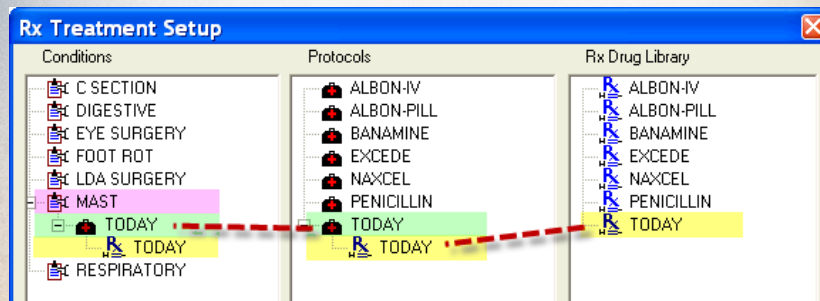 Rx Treatment Setup
Conditions
C SECTION
DIGESTIVE
EYE SURGERY
FOOT ROT
LDA SURGERY
MAST
TODAY
TODAY
RESPIRATORY
Protocols
ALBON-IV
ALBON-PILL
BANAMINE
EXCEDE
NAXCEL
PENICILLIN
TODAY
TODAY
Rx Drug Library
ALBON-IV
ALBON-PILL
BANAMINE
EXCEDE
NAXCEL
PENICILLIN
TODAY